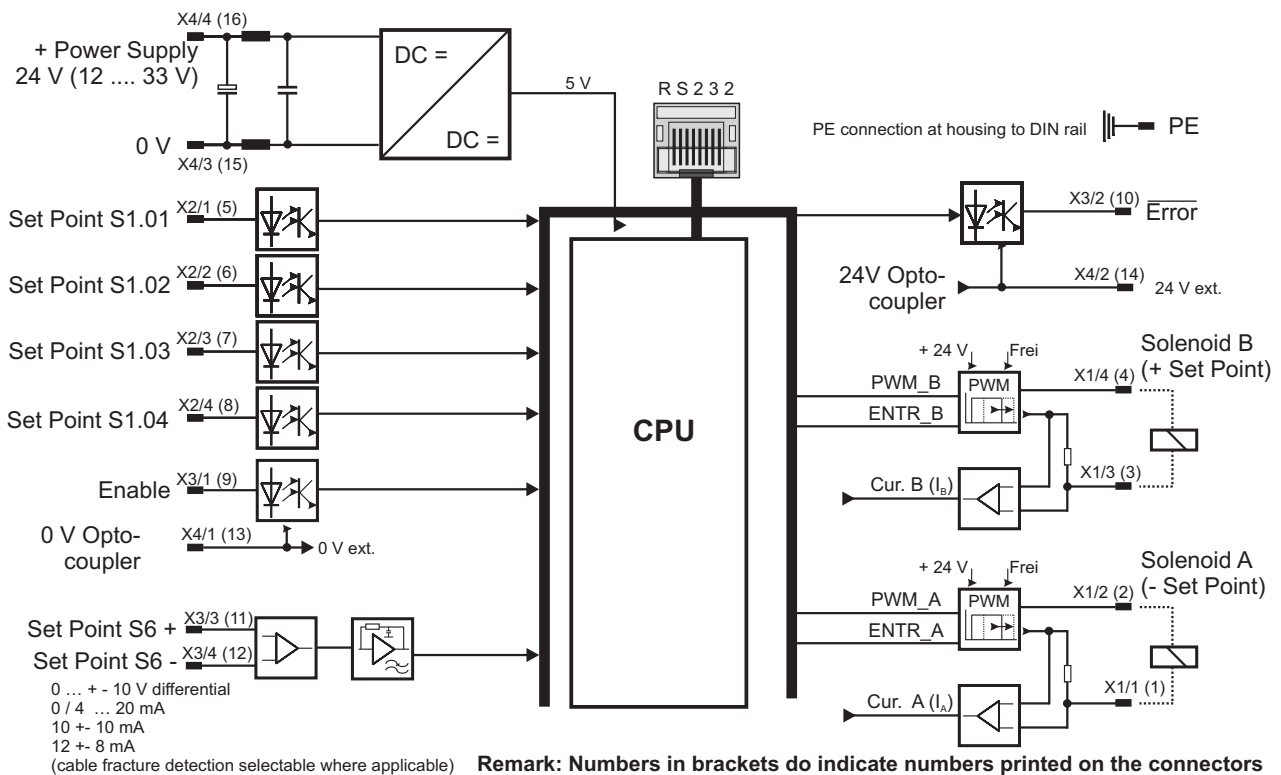 X4/4 (16)
+ Power Supply
24 V (12 .... 33 V)
0 V
X4/3 (15)
DC =
DC =
5 V
R S 2 3 2
PE connection at housing to DIN rail
PE
Set Point S1.01
X2/1 (5)
Set Point S1.02
X2/2 (6)
Set Point S1.03
X2/3 (7)
Set Point S1.04
X2/4 (8)
Enable
X3/1 (9)
0 V Opto-
coupler
X4/1 (13)
0 V ext.
Set Point S6 +
X3/3 (11)
Set Point S6 -
X3/4 (12)
0 ... + - 10 V differential
0 / 4 ... 20 mA
10 +- 10 mA
12 +- 8 mA
(cable fracture detection selectable where applicable)
CPU
X3/2 (10)
Error
24V Opto-
coupler
X4/2 (14)
24 V ext.
+ 24 V
Frei
PWM_B
ENTR_B
PWM
X1/4 (4)
Solenoid B
(+ Set Point)
Cur. B (IB)
X1/3 (3)
+ 24 V
Frei
PWM_A
ENTR_A
PWM
X1/2 (2)
Solenoid A
(- Set Point)
Cur. A (IA)
X1/1 (1)
Remark: Numbers in brackets do indicate numbers printed on the connectors